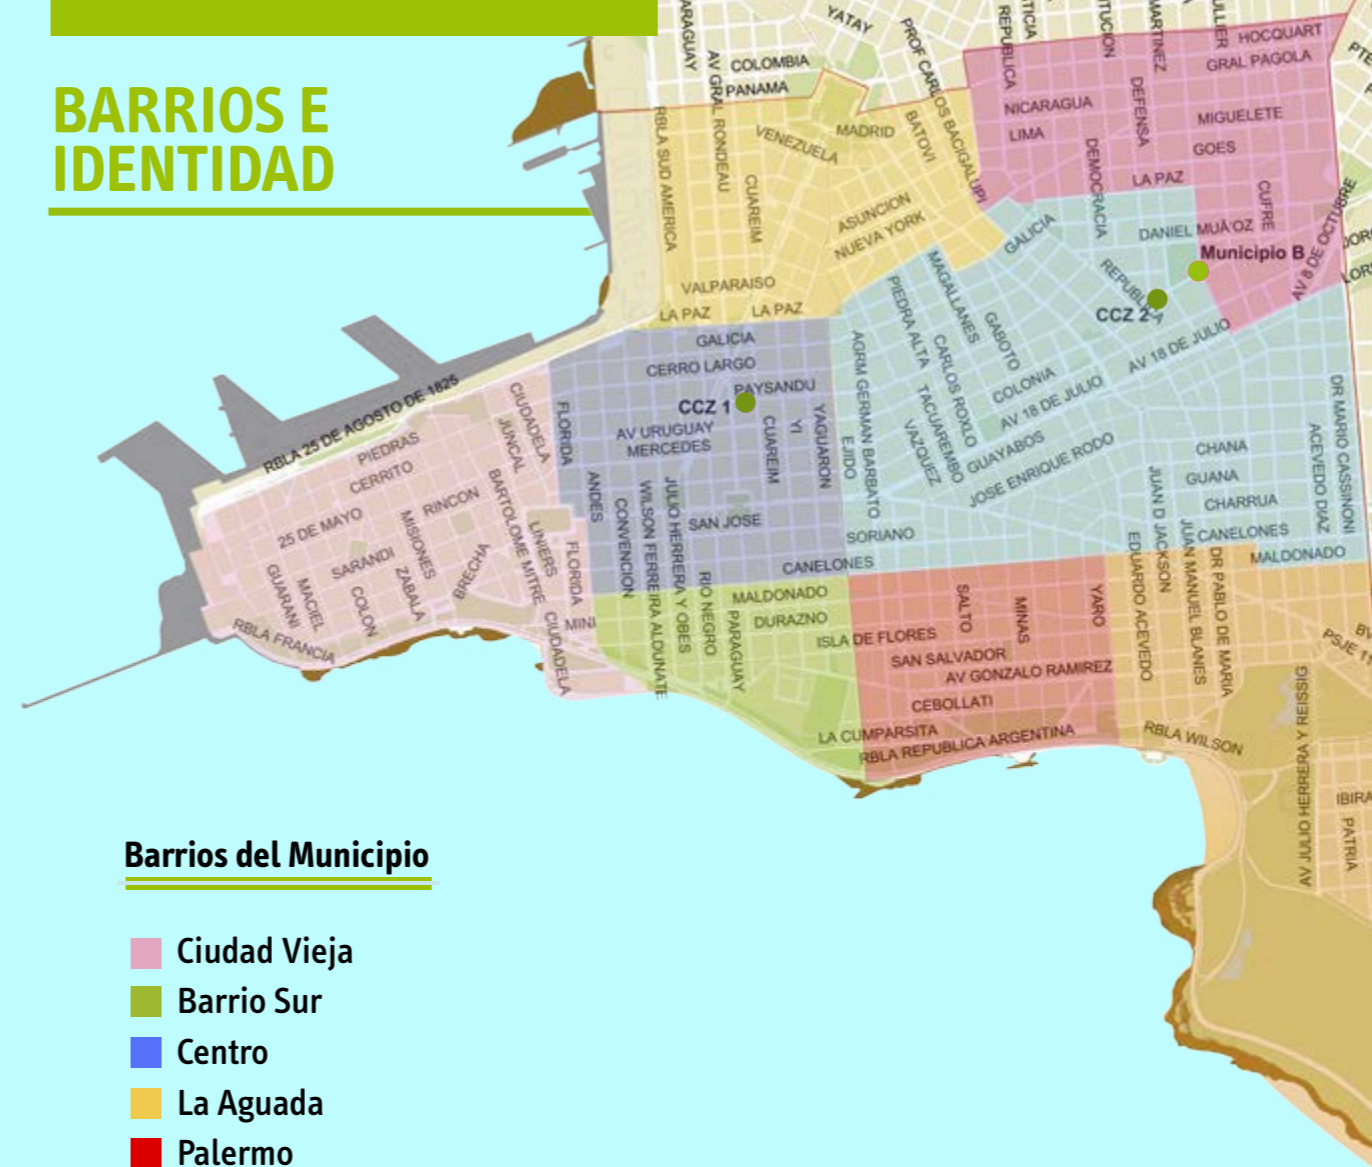 BARRIOS E
IDENTIDAD
YATAY
COLOMBIA
PANAMA
AV GRAL RONDEAU
RBLA SUD AMERICA
VENEZUELA
MADRID
BATOVI
PROF CARLOS BACIGALUPI
CUAREIM
ASUNCION
NUEVA YORK
VALPARAISO
LA PAZ
LA PAZ
REPUBLICA
HOCQUART
GRAL PAGOLA
NICARAGUA
LIMA
DEFENSA
MIGUELETE
GOES
DEMOCRACIA
LA PAZ
CUFRE
MARTINEZ
AV 8 DE OCTUBRE
DANIEL MUÃ'OZ
Municipio B
GALICIA
REPUBLICA
CCZ 2
MAGALLANES
PIEDRA ALTA
GABOTO
CARLOS ROXLO
COLONIA
AV 18 DE JULIO
AV 18 DE JULIO
TACUAREMBO
VAZQUEZ
GUAYABOS
JOSE ENRIQUE RODO
AGRM GERMAN BARBATO
EJIDO
SORIANO
CHANA
GUANA
CHARRUA
CANELONES
MALDONADO
ACEVEDO DIAZ
DR MARIO CASSINONI
JUAN D JACKSON
EDUARDO ACEVEDO
JUAN MANUEL BLANES
DR PABLO DE MARIA
GALICIA
CERRO LARGO
PAYSANDU
CCZ 1
AV URUGUAY
MERCEDES
CUAREIM
YI
YAGUARON
FLORIDA
ANDES
CONVENCION
WILSON FERREIRA ALDUNATE
JULIO HERRERA Y OBES
SAN JOSE
RIO NEGRO
PARAGUAY
CANELONES
MALDONADO
DURAZNO
ISLA DE FLORES
SAN SALVADOR
AV GONZALO RAMIREZ
CEBOLLATI
LA CUMPARSITA
RBLA REPUBLICA ARGENTINA
SALTO
MINAS
YARO
RBLA WILSON
AV JULIO HERRERA Y REISSIG
PATRIA
RBLA 25 DE AGOSTO DE 1825
PIEDRAS
CERRITO
25 DE MAYO
RINCON
SARANDI
MISIONES
ZABALA
BRECHA
COLON
MACIEL
GUARANI
RBLA FRANCIA
CIUDADELA
JUNCAL
BARTOLOME MITRE
LINIERS
FLORIDA
CIUDADELA
Barrios del Municipio
Ciudad Vieja
Barrio Sur
Centro
La Aguada
Palermo